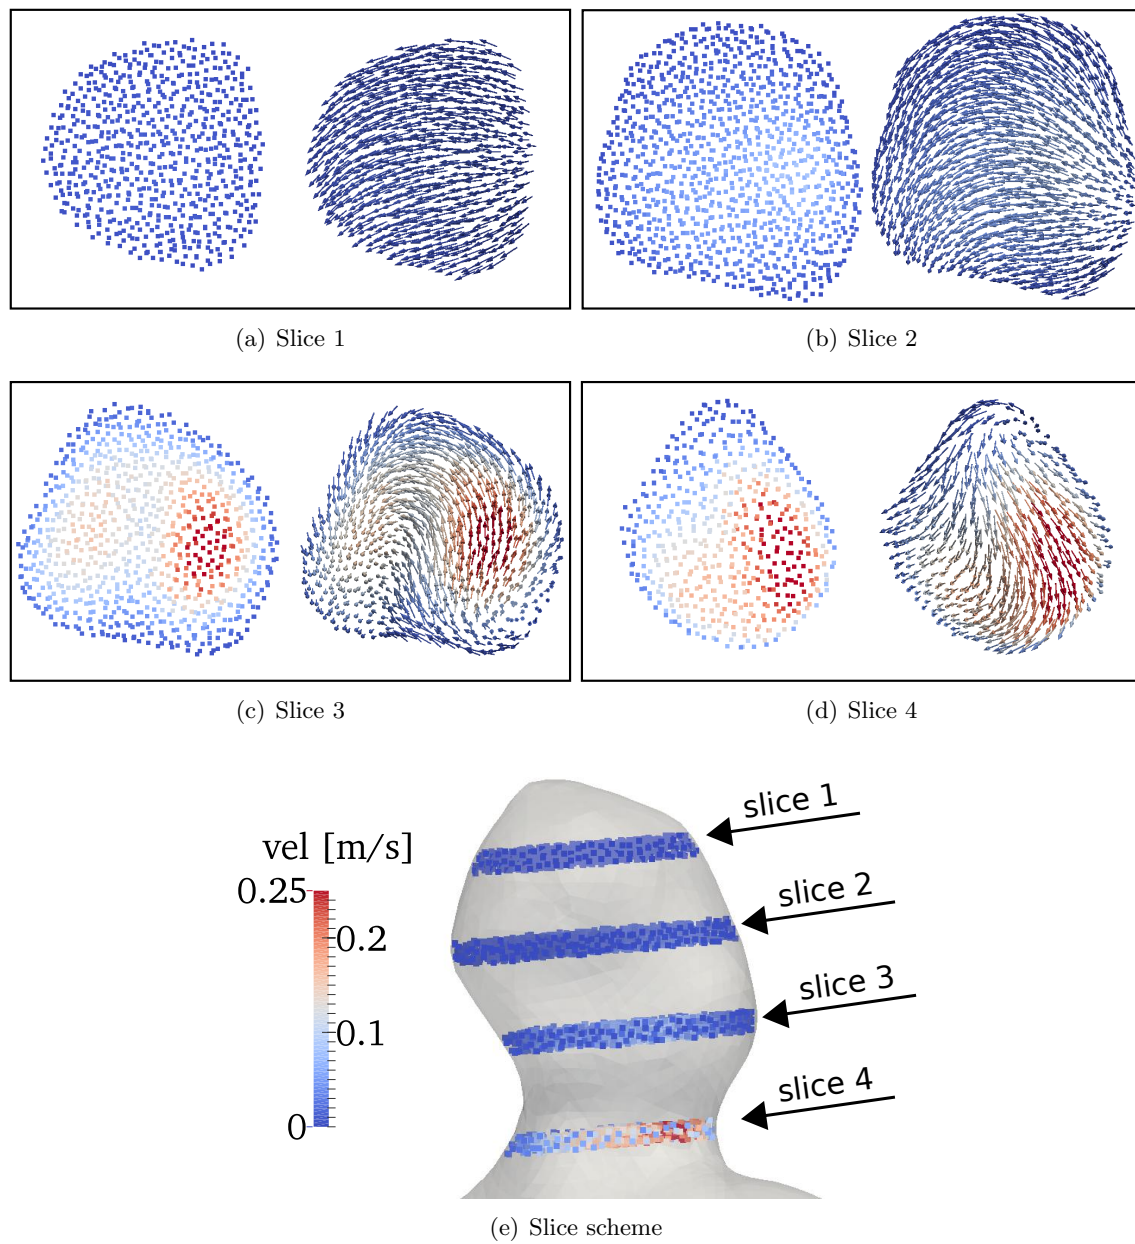 (a) Slice 1
(b) Slice 2
(c) Slice 3
(d) Slice 4
vel [m/s]
0.25
0.2
0.1
0
slice 1
slice 2
slice 3
slice 4
(e) Slice scheme